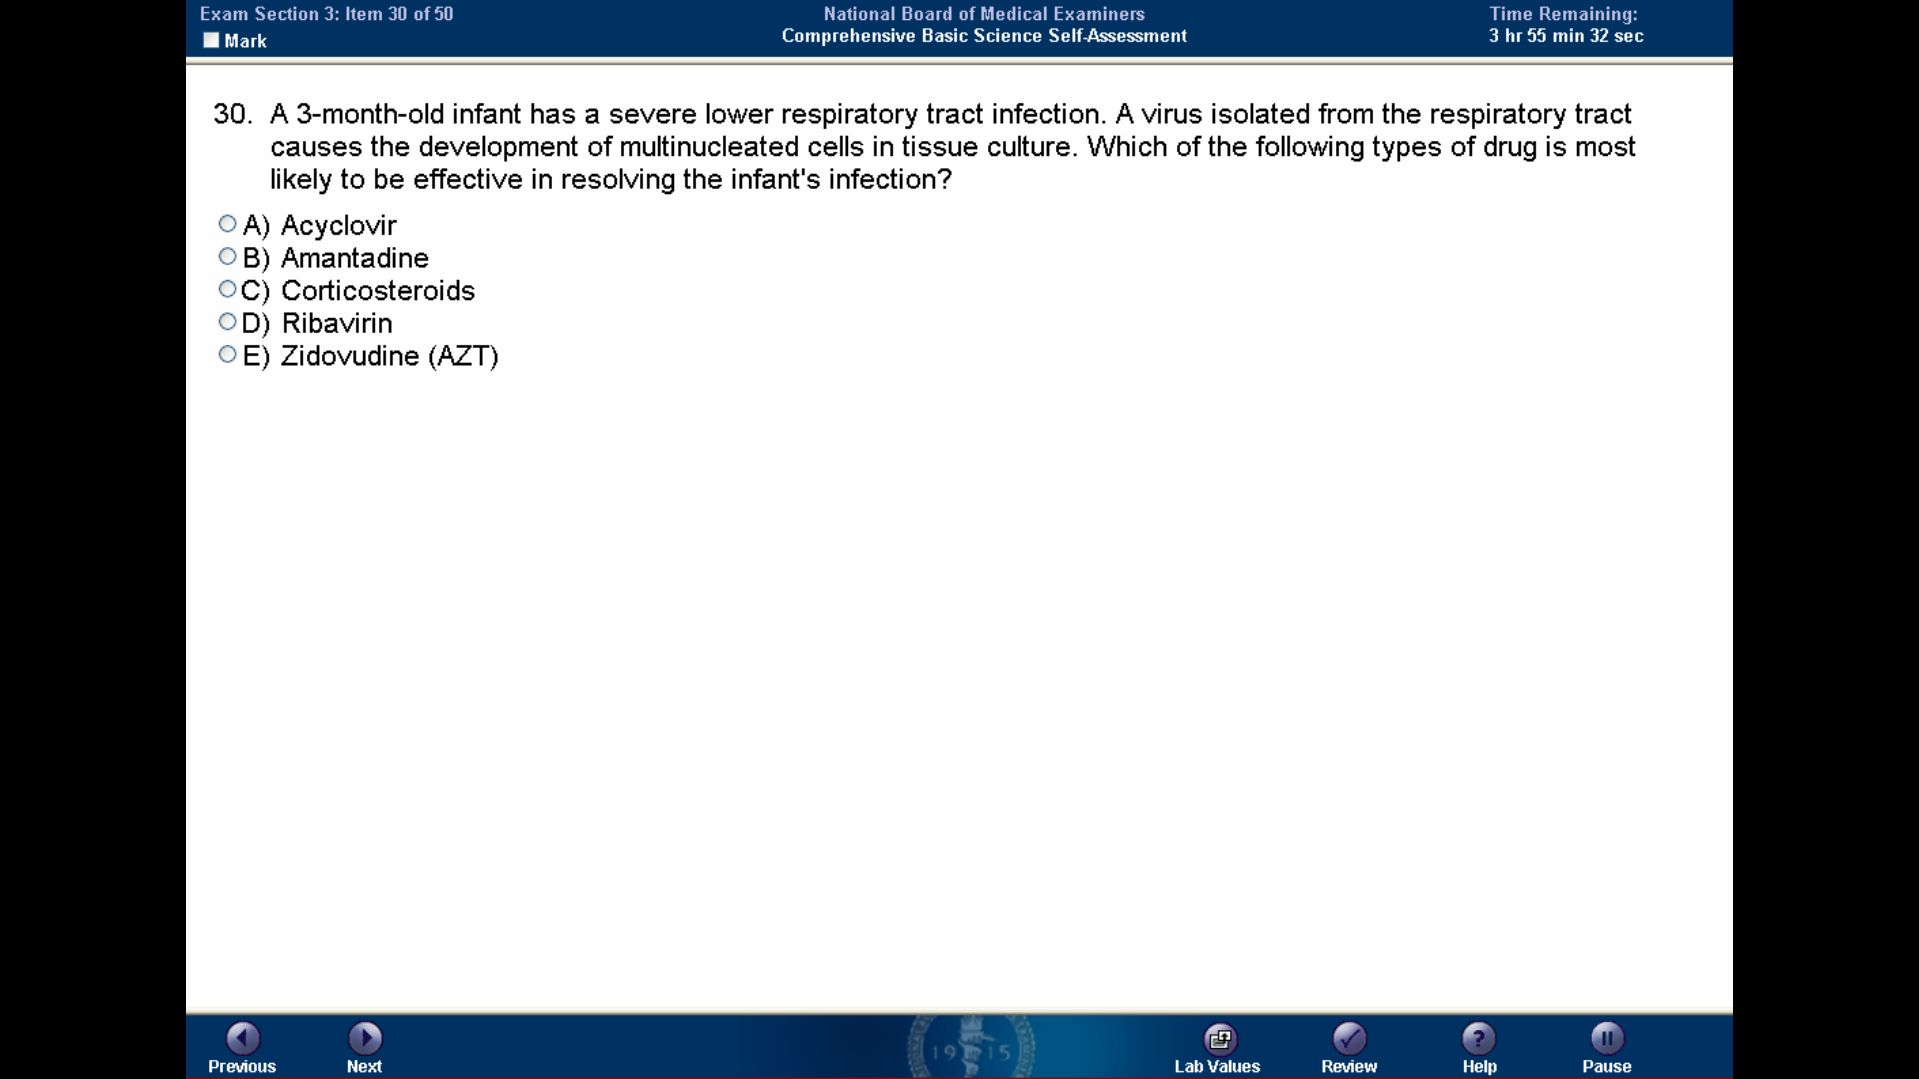 Exam Section 3: Item 30 of 50
National Board of Medical Examiners
Time Remaining:
Mark
Comprehensive Basic Science Self-Assessment
3 hr 55 min 32 sec
30. A 3-month-old infant has a severe lower respiratory tract infection. A virus isolated from the respiratory tract
causes the development of multinucleated cells in tissue culture. Which of the following types of drug is most
likely to be effective in resolving the infant's infection?
A) Acyclovir
B) Amantadine
C) Corticosteroids
D) Ribavirin
E) Zidovudine (AZT)
19 15
Previous
Next
Lab Values
Review
Help
Pause